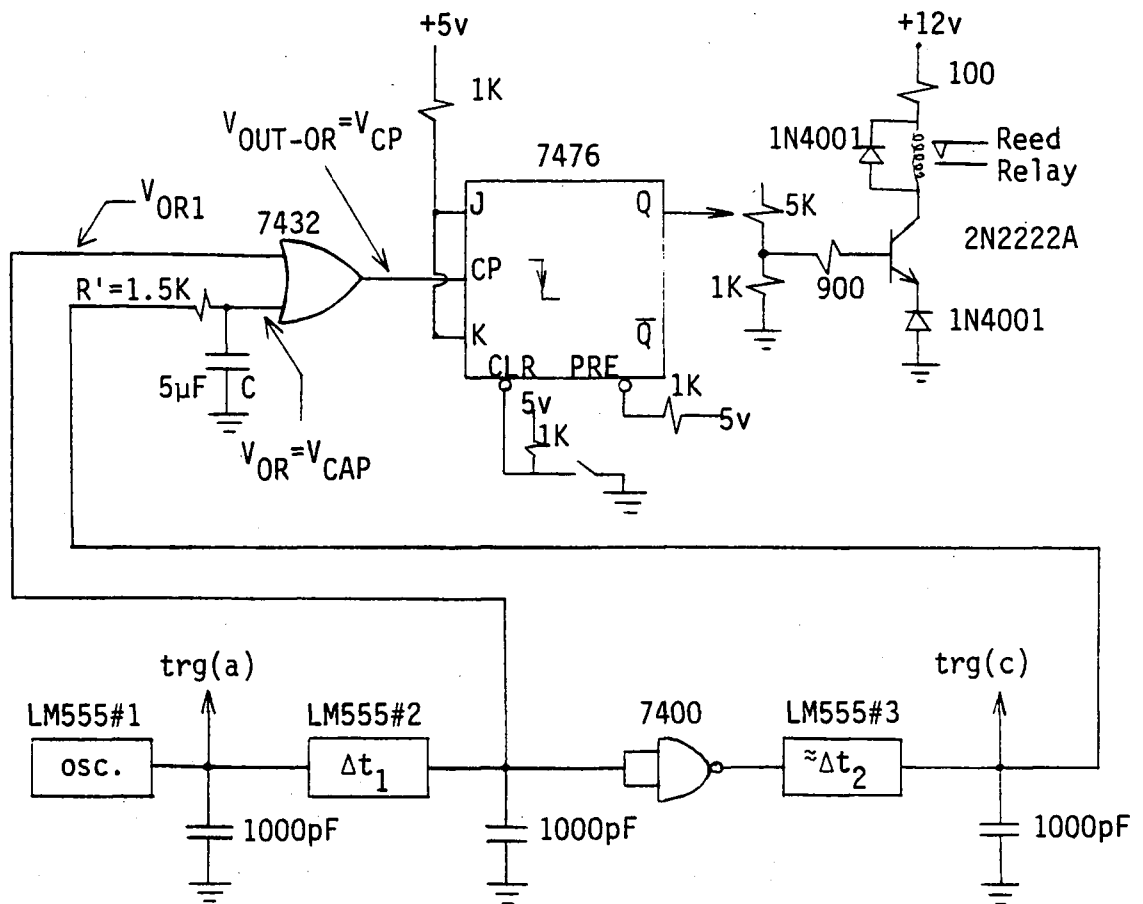 +5v
+12v
1K
100
V_OUT-OR=V_CP
1N4001
Reed
Relay
7476
V_OR1
7432
J
Q
5K
2N2222A
CP
R'=1.5K
1K
900
K
Q̅
1N4001
5μF
C
CLR
PRE
5v
1K
1K
5v
V_OR=V_CAP
trg(a)
trg(c)
LM555#1
LM555#2
7400
LM555#3
osc.
Δt_1
≈Δt_2
1000pF
1000pF
1000pF